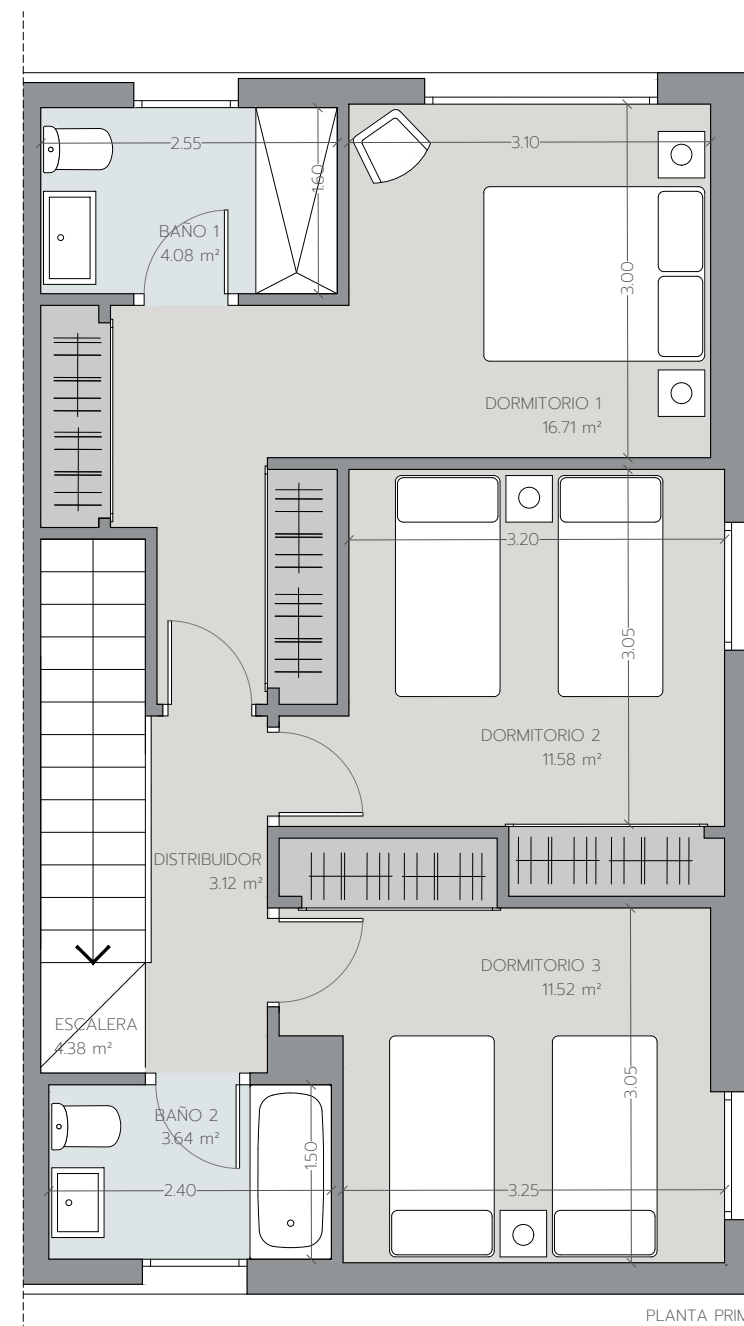 2.55
3.10
1.60
BAÑO 1
4.08 m²
3.00
DORMITORIO 1
16.71 m²
3.20
3.05
DORMITORIO 2
11.58 m²
DISTRIBUIDOR
3.12 m²
DORMITORIO 3
11.52 m²
ESCALERA
4.38 m²
3.05
BAÑO 2
3.64 m²
1.50
2.40
3.25
PLANTA PRIM